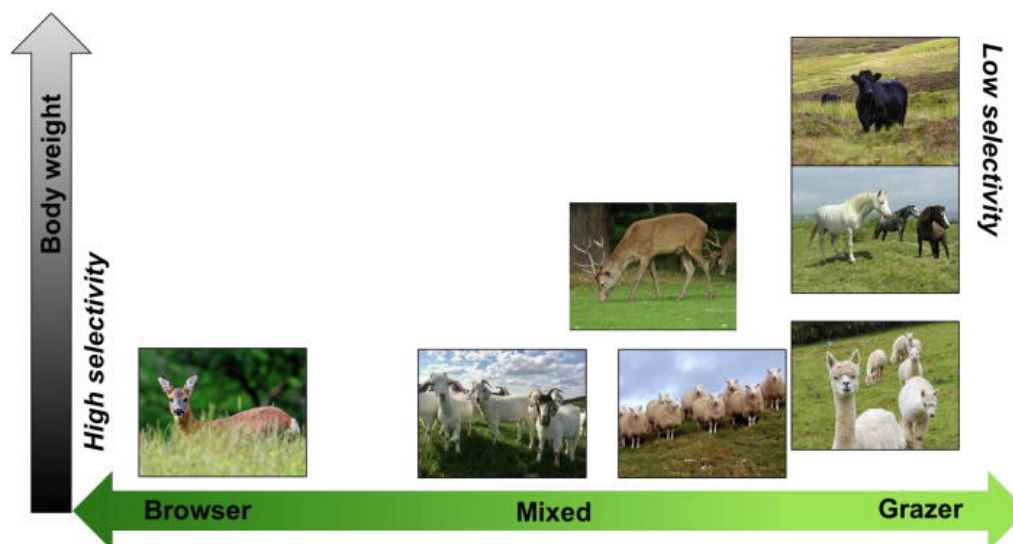 Body weight
High selectivity
Low selectivity
Browser
Mixed
Grazer